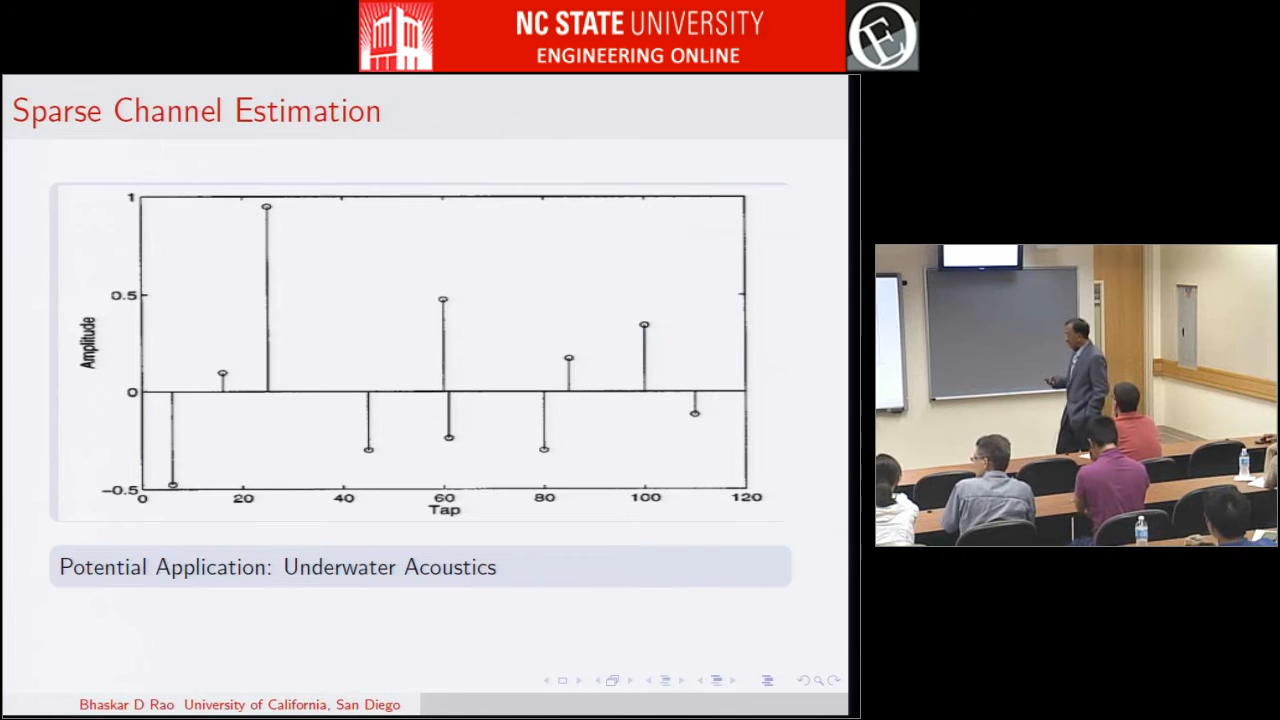 NC STATE UNIVERSITY
ENGINEERING ONLINE
E
Sparse Channel Estimation
1
0.5
0
-0.5
Amplitude
0 20 40 60 80 100 120
Tap
Potential Application: Underwater Acoustics
Bhaskar D Rao University of California, San Diego